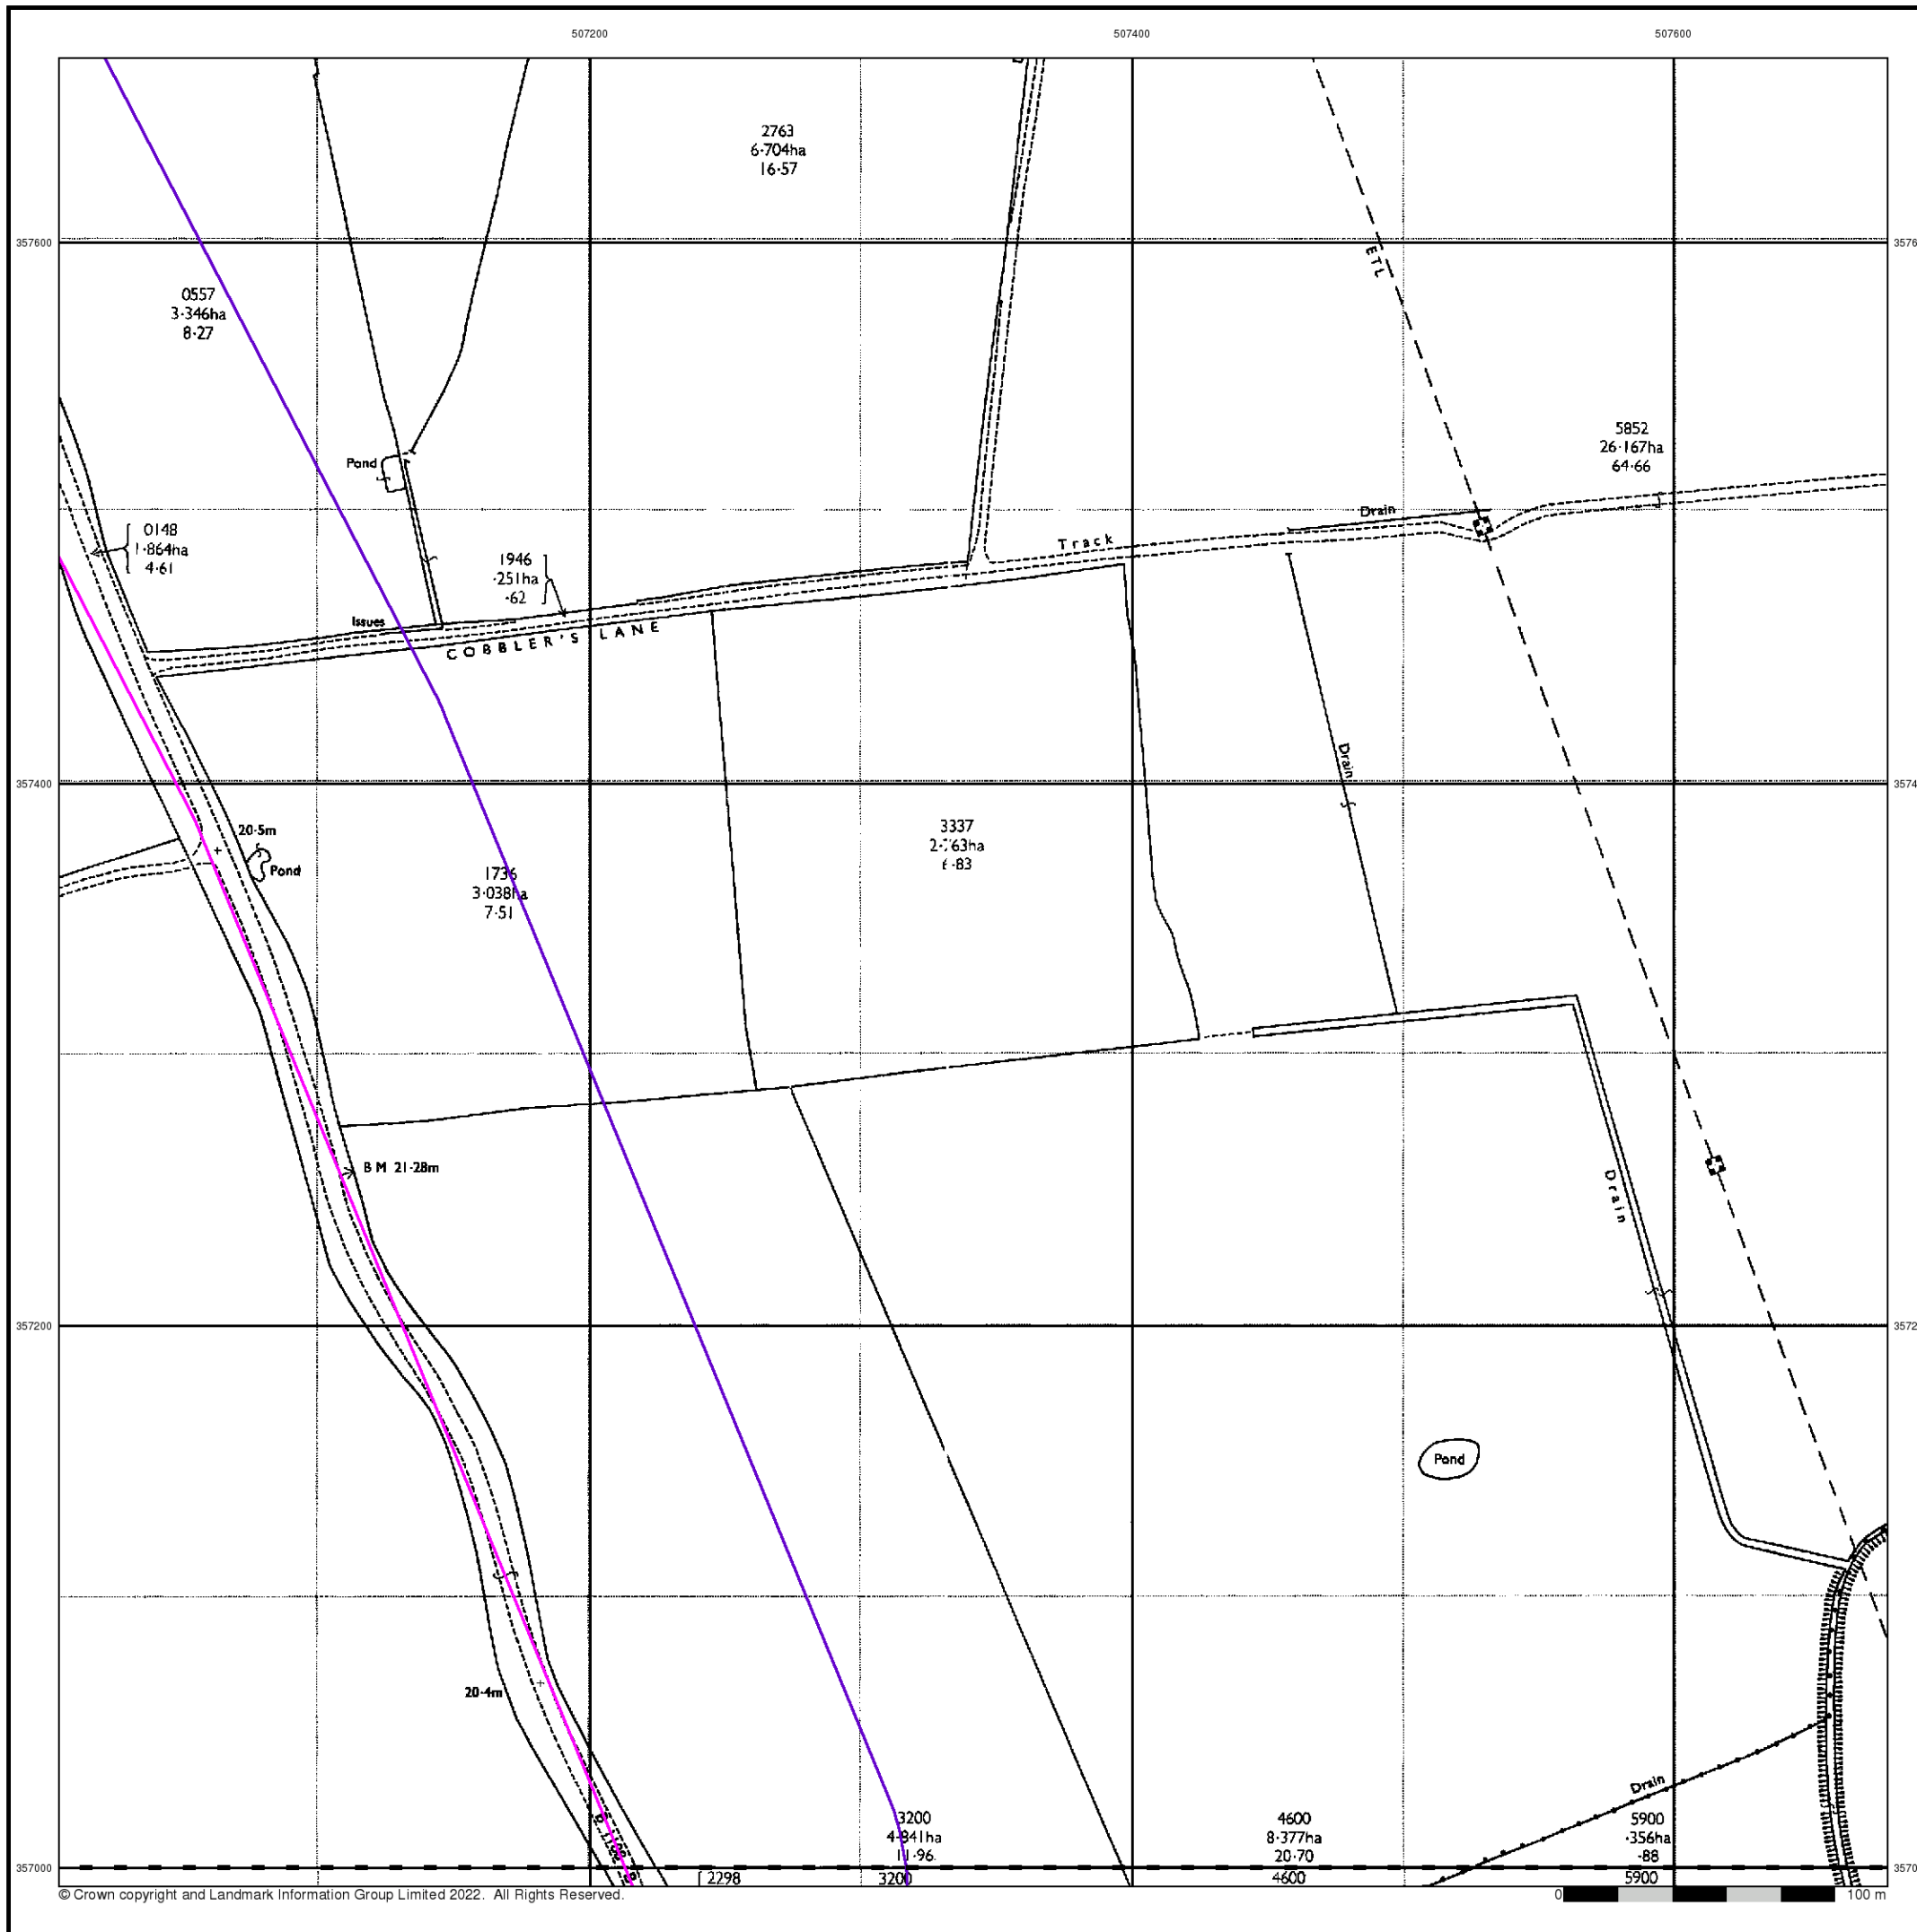 507200
507400
507600
2763
6·704ha
16·57
357600
ETL
0557
3·346ha
8·27
5852
26·167ha
64·66
Pond
Drain
0148
1·864ha
4·61
1946
·251ha
·62
Track
Issues
COBBLER'S LANE
Drain
357400
20·5m
Pond
3337
2·763ha
6·83
1736
3·038ha
7·51
BM 21·28m
Drain
357200
Pond
20·4m
Drain
3200
4·841ha
11·96
4600
8·377ha
20·70
5900
·356ha
·88
357000
2298
3200
4600
5900
© Crown copyright and Landmark Information Group Limited 2022. All Rights Reserved.
0 100 m